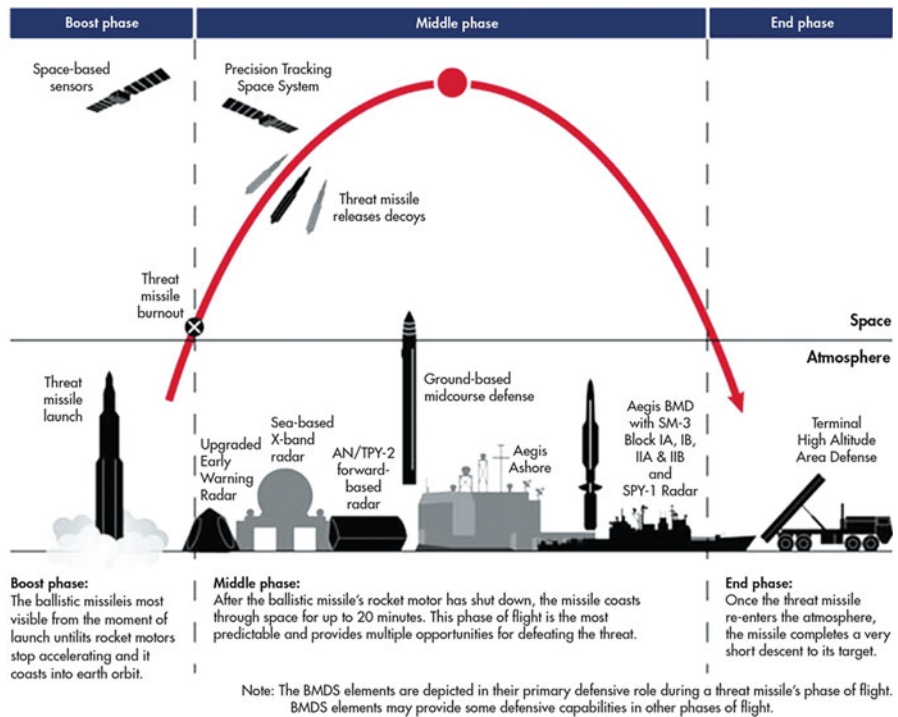 Boost phase
Middle phase
End phase
Space-based
sensors
Precision Tracking
Space System
Threat missile
releases decoys
Threat
missile
burnout
Space
Atmosphere
Threat
missile
launch
Upgraded
Early
Warning
Radar
Sea-based
X-band
radar
AN/TPY-2
forward-
based
radar
Ground-based
midcourse defense
Aegis
Ashore
Aegis BMD
with SM-3
Block IA, IB,
IIA & IIB
and
SPY-1 Radar
Terminal
High Altitude
Area Defense
Boost phase:
The ballistic missileis most
visible from the moment of
launch untilits rocket motors
stop accelerating and it
coasts into earth orbit.
Middle phase:
After the ballistic missile's rocket motor has shut down, the missile coasts
through space for up to 20 minutes. This phase of flight is the most
predictable and provides multiple opportunities for defeating the threat.
End phase:
Once the threat missile
re-enters the atmosphere,
the missile completes a very
short descent to its target.
Note: The BMDS elements are depicted in their primary defensive role during a threat missile's phase of flight.
BMDS elements may provide some defensive capabilities in other phases of flight.